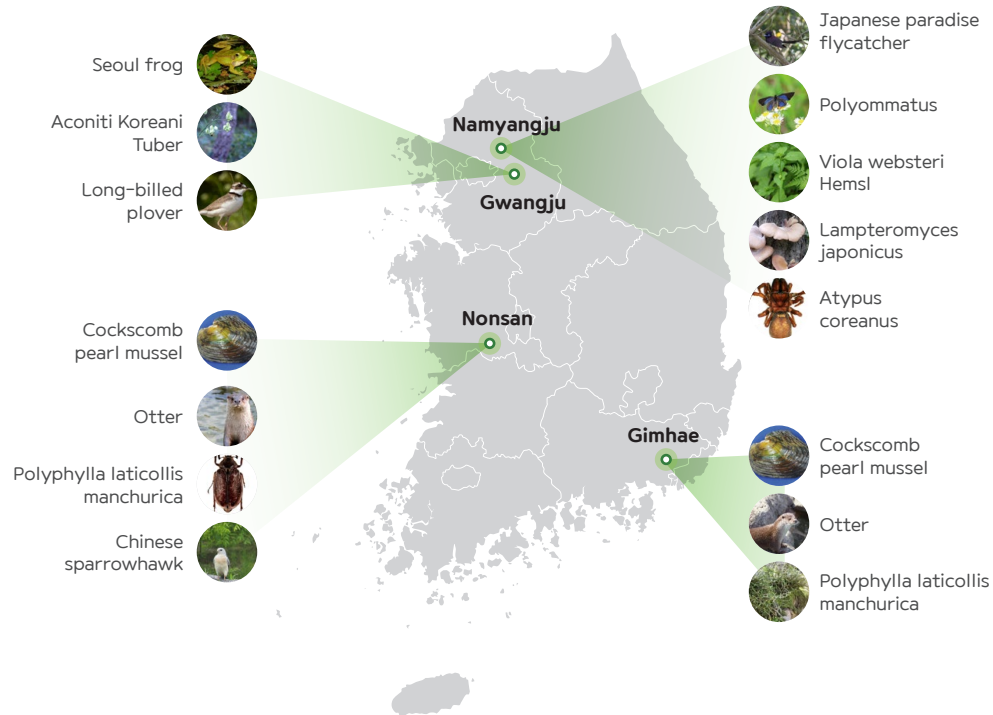 Seoul frog
Aconiti Koreani
Tuber
Long-billed
plover
Namyangju
Gwangju
Japanese paradise
flycatcher
Polyommatus
Viola websteri
Hemsl
Lampteromyces
japonicus
Atypus
coreanus
Nonsan
Cockscomb
pearl mussel
Otter
Polyphylla laticollis
manchurica
Chinese
sparrowhawk
Gimhae
Cockscomb
pearl mussel
Otter
Polyphylla laticollis
manchurica